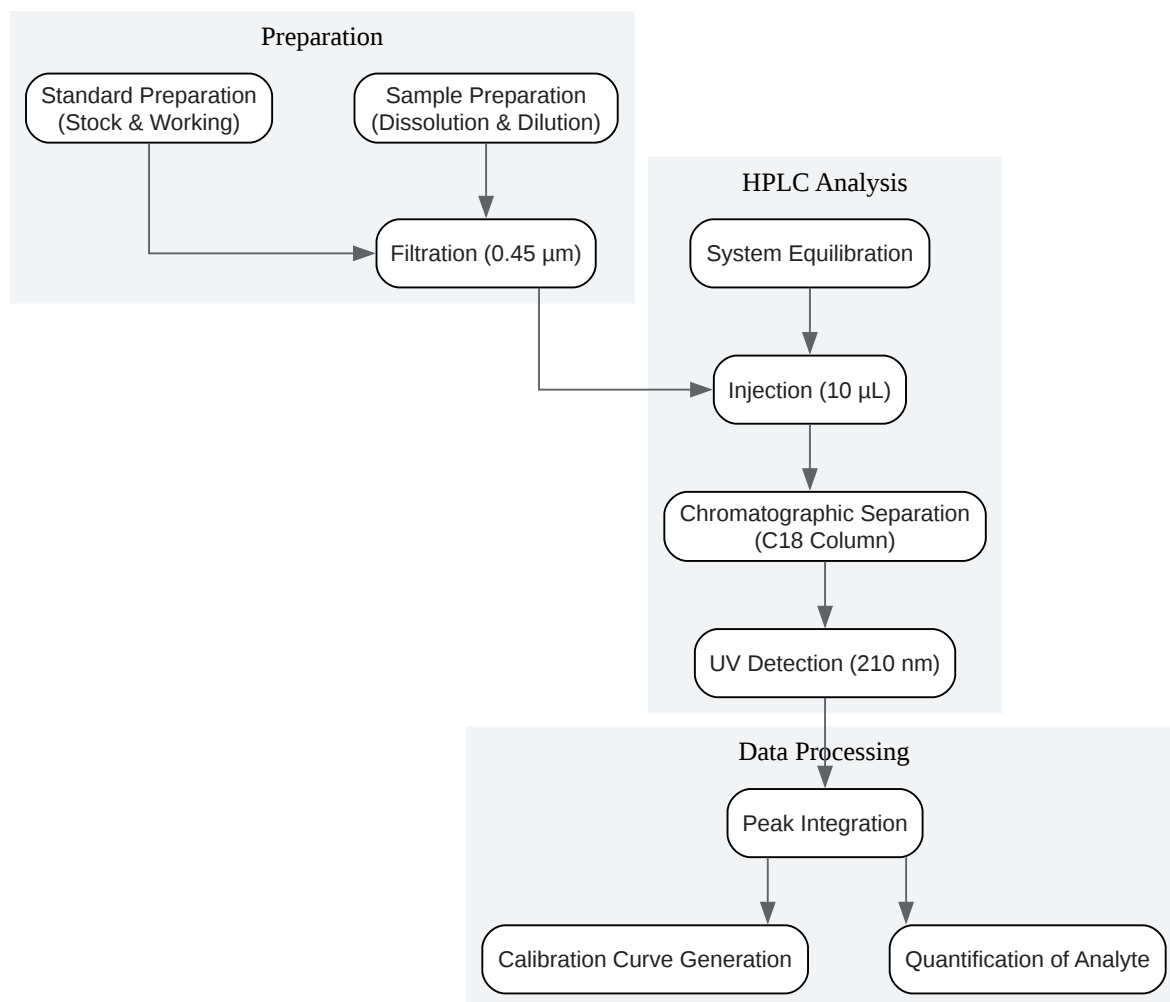 Preparation
Standard Preparation
(Stock & Working)
Sample Preparation
(Dissolution & Dilution)
Filtration (0.45 µm)
HPLC Analysis
System Equilibration
Injection (10 µL)
Chromatographic Separation
(C18 Column)
UV Detection (210 nm)
Data Processing
Peak Integration
Calibration Curve Generation
Quantification of Analyte